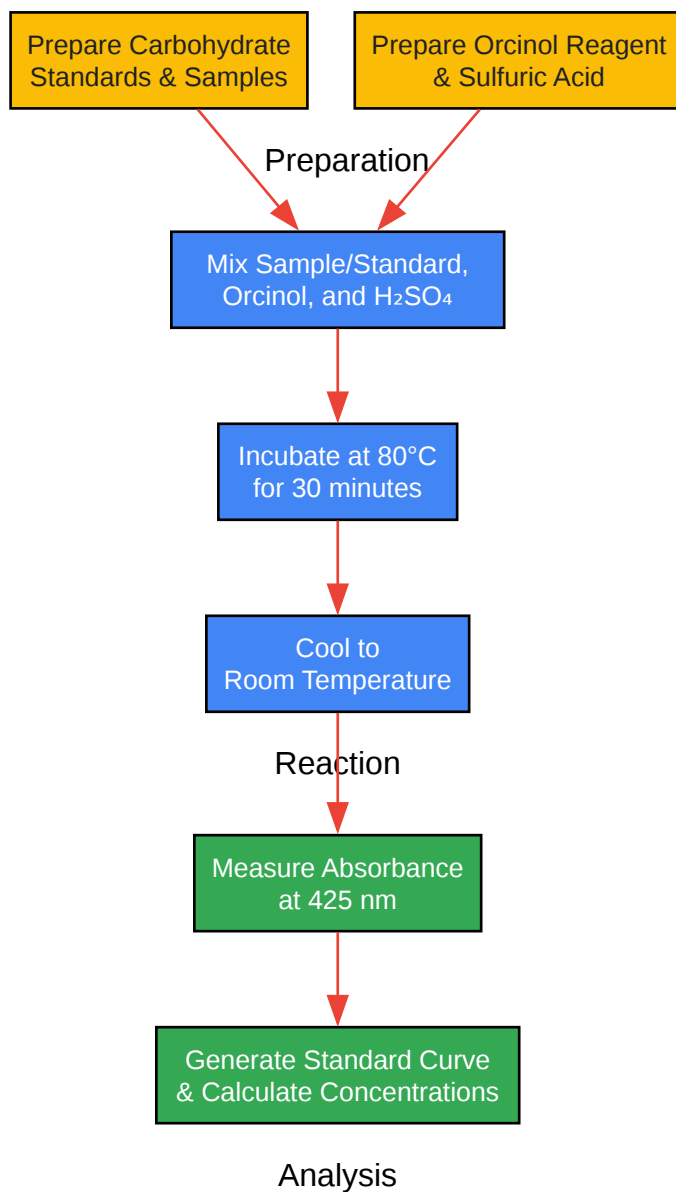 Prepare Carbohydrate
Standards & Samples
Prepare Orcinol Reagent
& Sulfuric Acid
Preparation
Mix Sample/Standard,
Orcinol, and H₂SO₄
Incubate at 80°C
for 30 minutes
Cool to
Room Temperature
Reaction
Measure Absorbance
at 425 nm
Generate Standard Curve
& Calculate Concentrations
Analysis